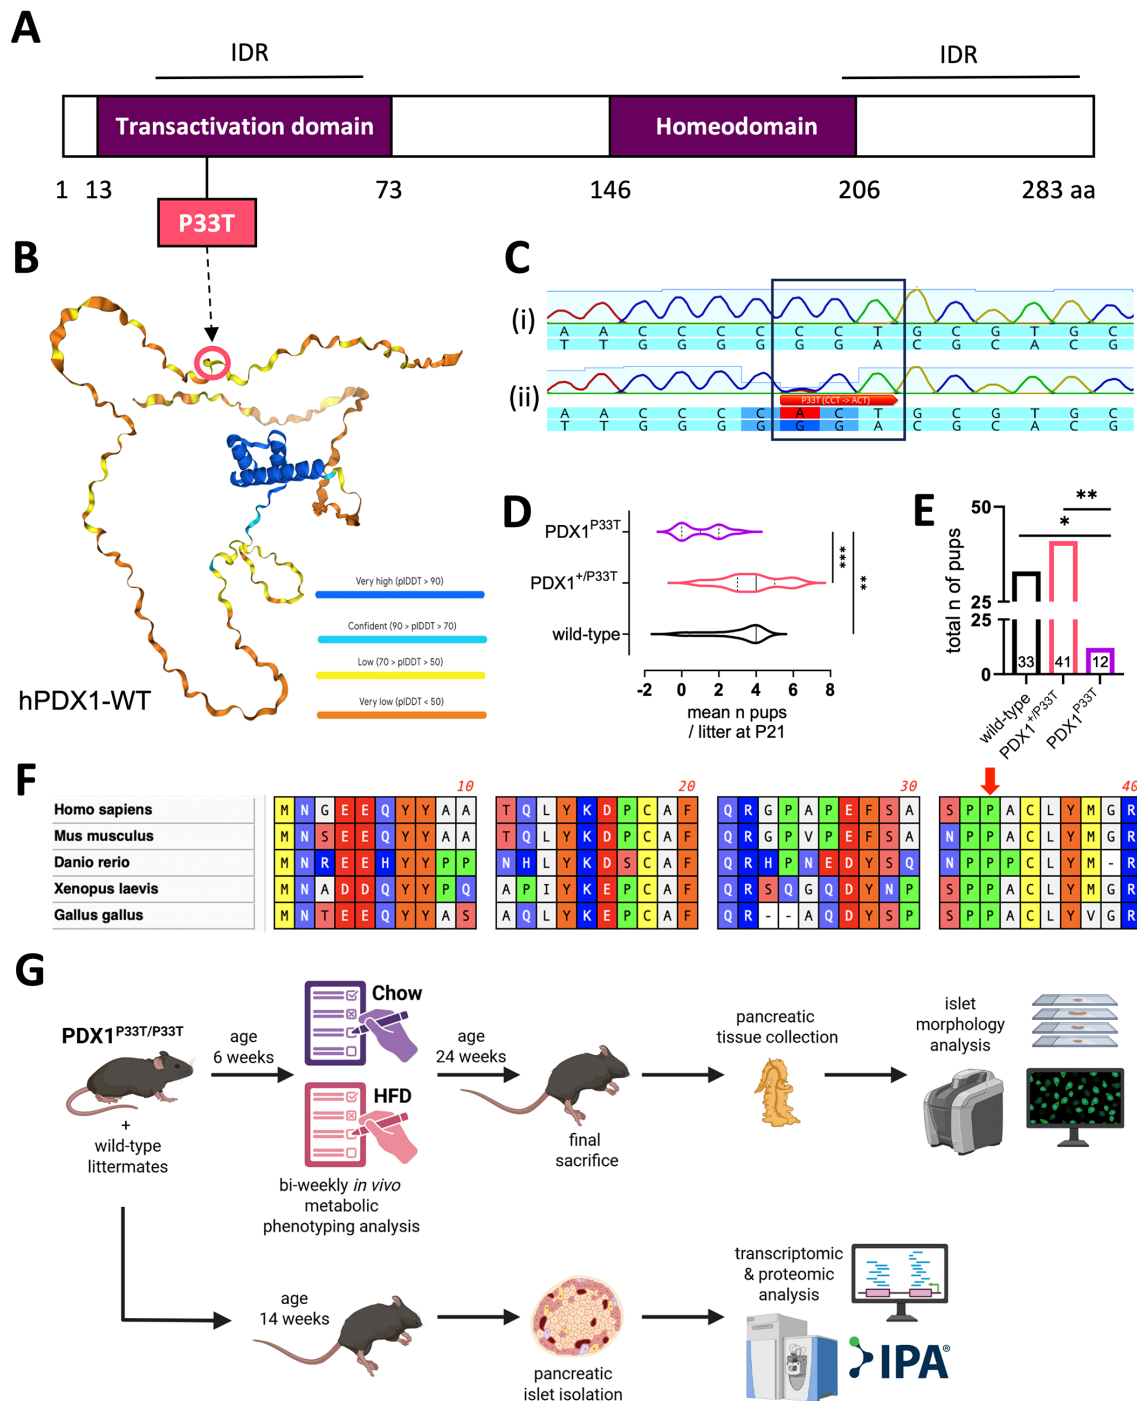 A
IDR
IDR
Transactivation domain
Homeodomain
1 13 73 146 206 283 aa
P33T
B
hPDX1-WT
Very high (pIDDT > 90)
Confident (90 > pIDDT > 70)
Low (70 > pIDDT > 50)
Very low (pIDDT < 50)
C
(i)
A A C C C C C T G C G T G C
T T G G G G G A C G C A C G
(ii)
P33T (CCT -> ACT)
A A C C C C A C T G C G T G C
T T G G G G G G A C G C A C G
D
PDX1P33T
PDX1+/P33T
wild-type
***
**
-2 0 2 4 6 8
mean n pups
/ litter at P21
E
**
*
50
25
25
0
total n of pups
33 41 12
wild-type
PDX1+/P33T
PDX1P33T
F
10 20 30 40
Homo sapiens M N G E E Q Y Y A A T Q L Y K D P C A F Q R G P A P E F S A S P P A C L Y M G R
Mus musculus M N S E E Q Y Y A A T Q L Y K D P C A F Q R G P V P E F S A N P P A C L Y M G R
Danio rerio M N R E E H Y Y P P N H L Y K D S C A F Q R H P N E D Y S Q N P P P C L Y M - R
Xenopus laevis M N A D D Q Y Y P Q A P I Y K E P C A F Q R S Q G Q D Y N P S P P A C L Y M G R
Gallus gallus M N T E E Q Y Y A S A Q L Y K E P C A F Q R - - A Q D Y S P S P P A C L Y V G R
G
PDX1P33T/P33T
+
wild-type
littermates
age
6 weeks
Chow
HFD
bi-weekly in vivo
metabolic
phenotyping analysis
age
24 weeks
final
sacrifice
pancreatic
tissue collection
islet
morphology
analysis
age
14 weeks
pancreatic
islet isolation
transcriptomic
& proteomic
analysis
IPA®